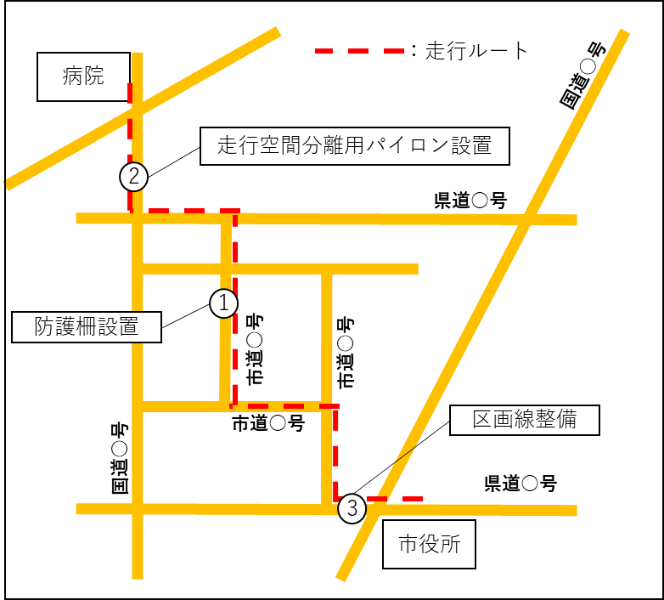 病院
：走行ルート
国道○号
走行空間分離用パイロン設置
②
県道○号
①
防護柵設置
市道○号
市道○号
市道○号
区画線整備
国道○号
県道○号
③
市役所